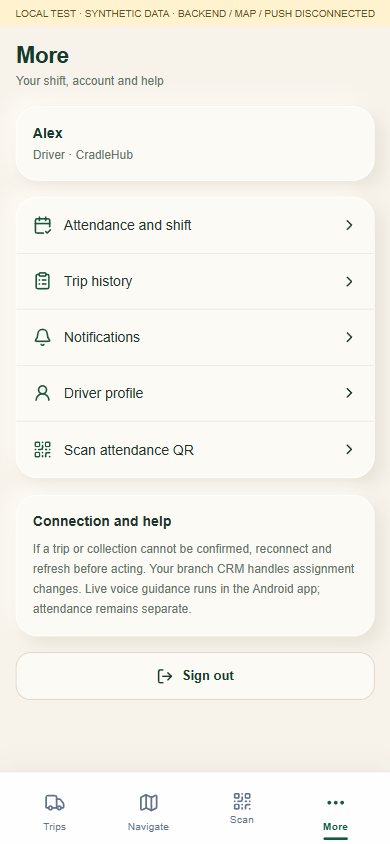 LOCAL TEST · SYNTHETIC DATA · BACKEND / MAP / PUSH DISCONNECTED
More
Your shift, account and help
Alex
Driver · CradleHub
Attendance and shift
Trip history
Notifications
Driver profile
Scan attendance QR
Connection and help
If a trip or collection cannot be confirmed, reconnect and
refresh before acting. Your branch CRM handles assignment
changes. Live voice guidance runs in the Android app;
attendance remains separate.
Sign out
Trips
Navigate
Scan
More